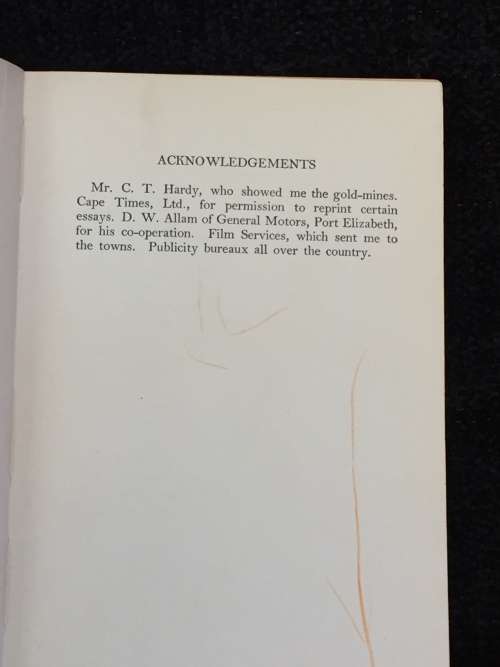 ACKNOWLEDGEMENTS
Mr. C. T. Hardy, who showed me the gold-mines.
Cape Times, Ltd., for permission to reprint certain
essays. D. W. Allam of General Motors, Port Elizabeth,
for his co-operation. Film Services, which sent me to
the towns. Publicity bureaux all over the country.